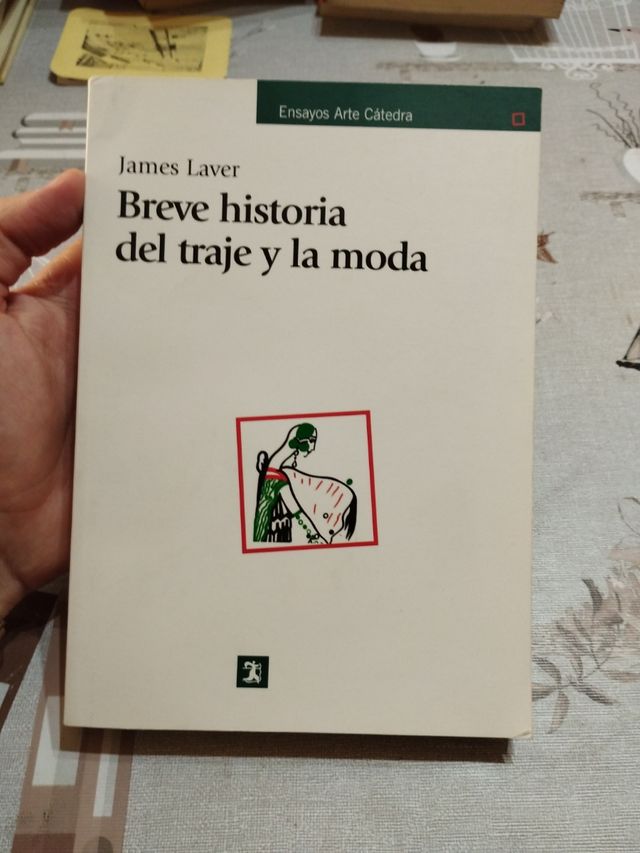 Ensayos Arte Cátedra
James Laver
Breve historia
del traje y la moda